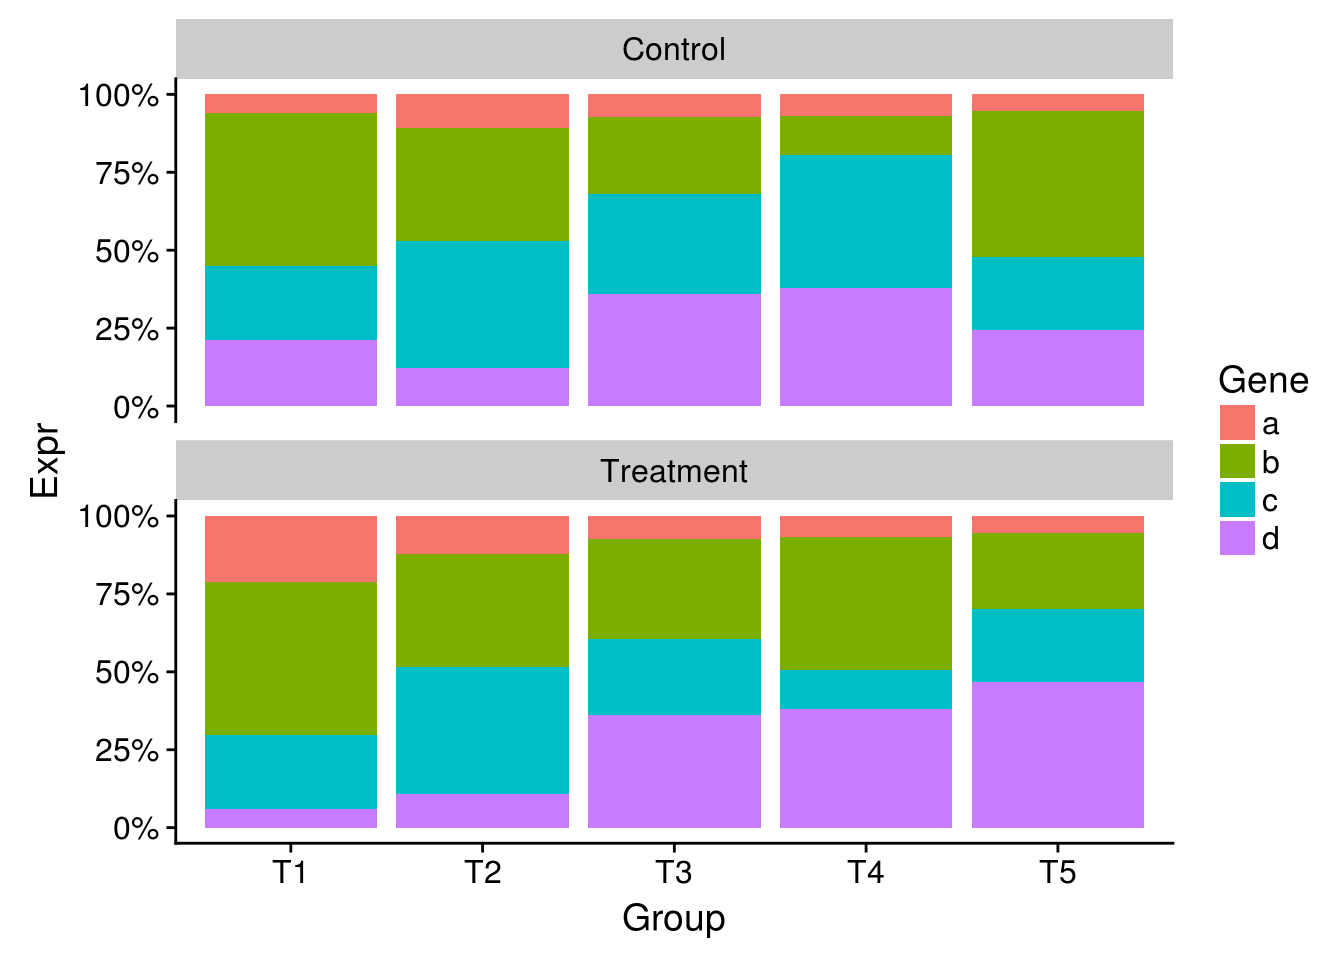 Control
100%
75%
50%
25%
0%
Expr
Treatment
100%
75%
50%
25%
0%
T1 T2 T3 T4 T5
Group
Gene
a
b
c
d